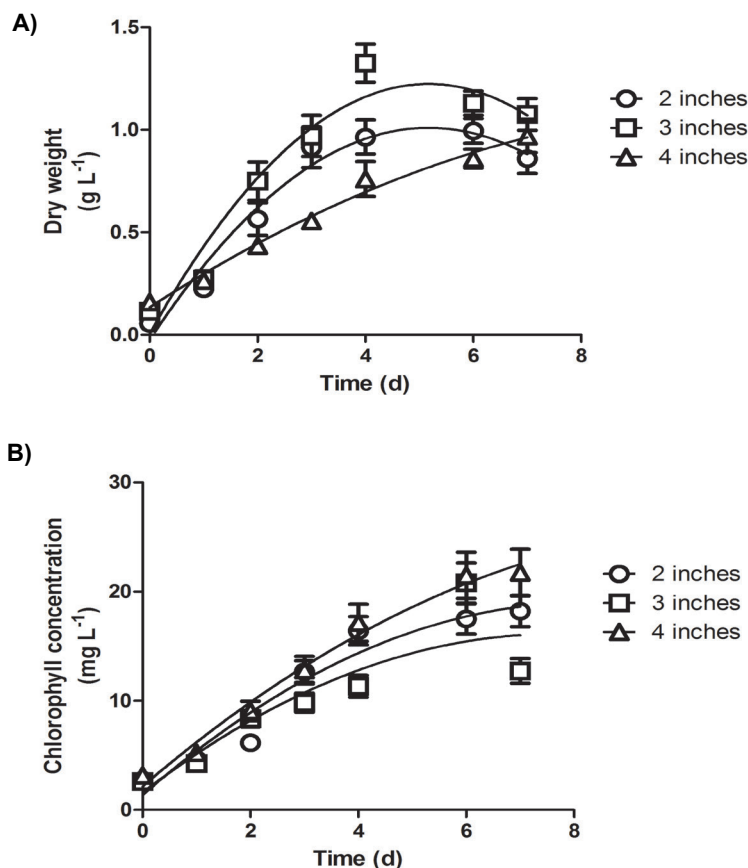 A)
1.5
1.0
0.5
0.0
Dry weight
(g L-1)
0 2 4 6 8
Time (d)
2 inches
3 inches
4 inches
B)
30
20
10
0
Chlorophyll concentration
(mg L-1)
0 2 4 6 8
Time (d)
2 inches
3 inches
4 inches